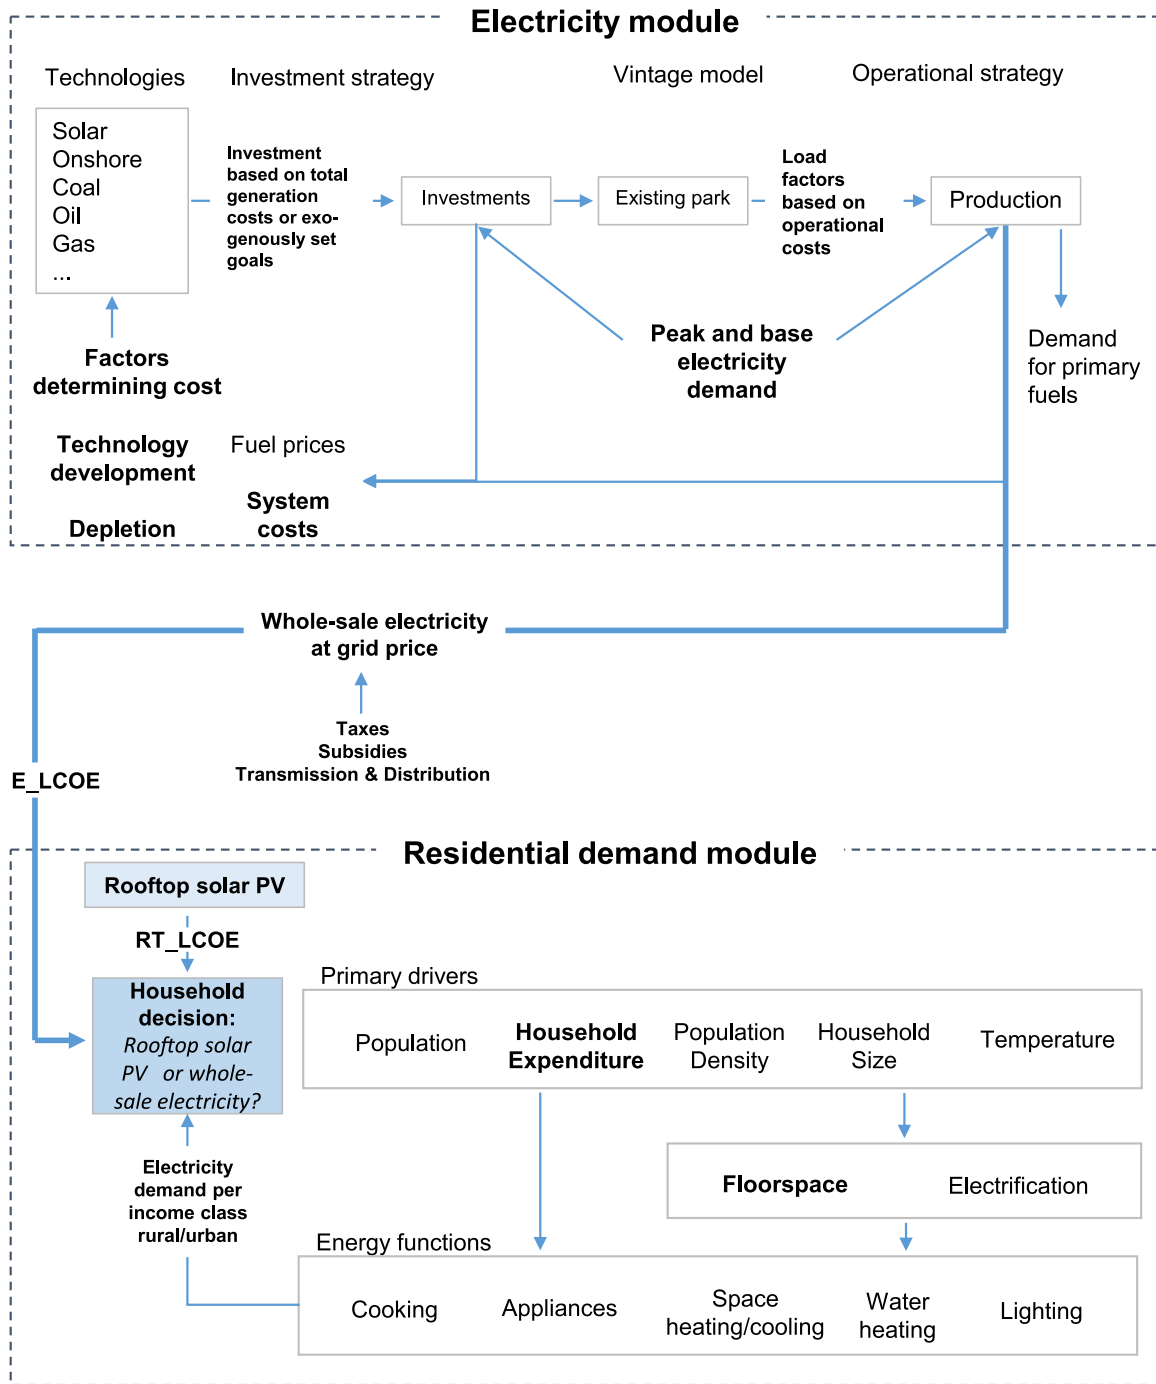 Electricity module
Technologies
Investment strategy
Vintage model
Operational strategy
Solar
Onshore
Coal
Oil
Gas
...
Investment
based on total
generation
costs or exo-
genously set
goals
Investments
Existing park
Load
factors
based on
operational
costs
Production
Factors
determining cost
Peak and base
electricity
demand
Demand
for primary
fuels
Technology
development
Fuel prices
Depletion
System
costs
Whole-sale electricity
at grid price
Taxes
Subsidies
Transmission & Distribution
E_LCOE
Residential demand module
Rooftop solar PV
RT_LCOE
Household
decision:
Rooftop solar
PV or whole-
sale electricity?
Primary drivers
Population
Household
Expenditure
Population
Density
Household
Size
Temperature
Electricity
demand per
income class
rural/urban
Floorspace
Electrification
Energy functions
Cooking
Appliances
Space
heating/cooling
Water
heating
Lighting